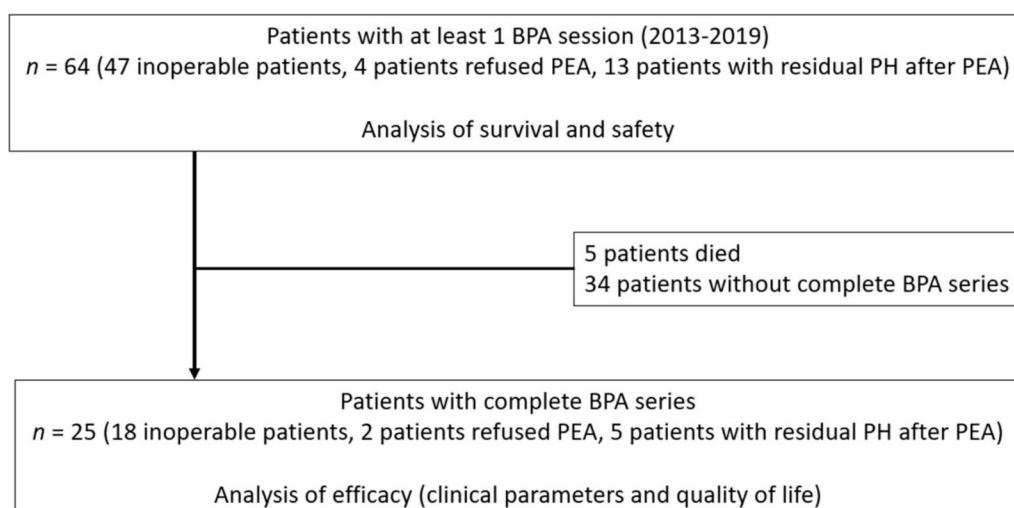 Patients with at least 1 BPA session (2013-2019)
n = 64 (47 inoperable patients, 4 patients refused PEA, 13 patients with residual PH after PEA)
Analysis of survival and safety
5 patients died
34 patients without complete BPA series
Patients with complete BPA series
n = 25 (18 inoperable patients, 2 patients refused PEA, 5 patients with residual PH after PEA)
Analysis of efficacy (clinical parameters and quality of life)